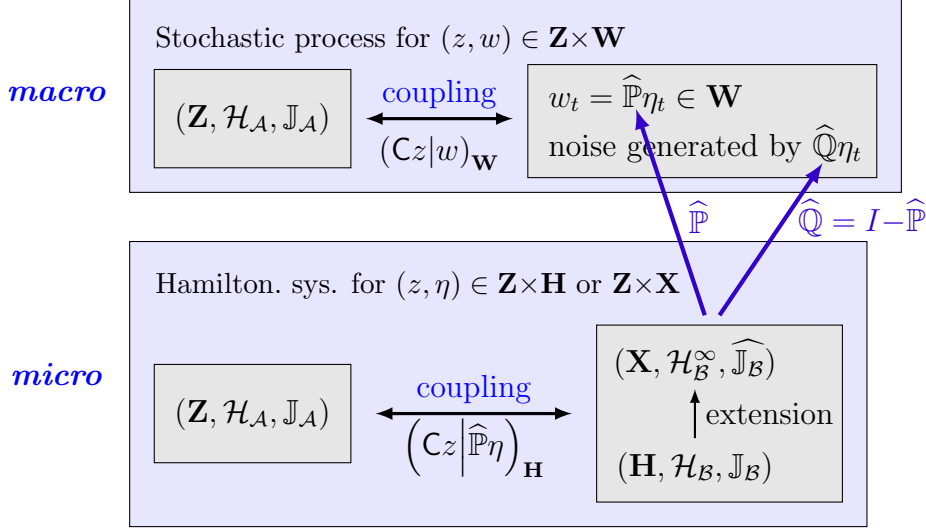 Stochastic process for (z, w) ∈ Z×W
macro
(Z, ℋ_𝒜, 𝕁_𝒜)
coupling
(Cz|w)_W
w_t = ℙ̂η_t ∈ W
noise generated by ℚ̂η_t
ℙ̂
ℚ̂ = I−ℙ̂
Hamilton. sys. for (z, η) ∈ Z×H or Z×X
micro
(Z, ℋ_𝒜, 𝕁_𝒜)
coupling
(Cz|ℙ̂η)_H
(X, ℋ_ℬ^∞, 𝕁_ℬ̂)
extension
(H, ℋ_ℬ, 𝕁_ℬ)